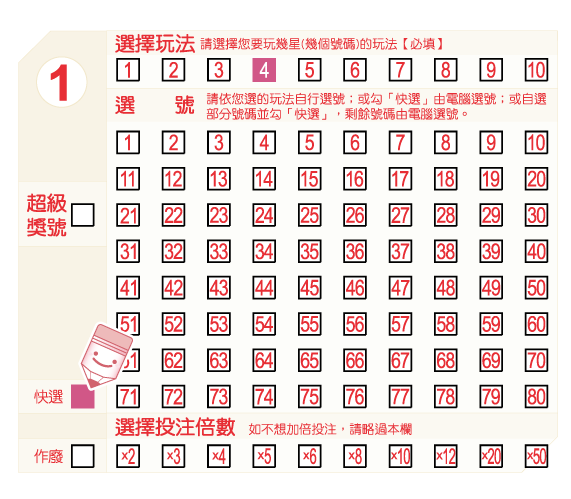 1
選擇玩法 請選擇您要玩幾星(幾個號碼)的玩法【必填】
1 2 3 4 5 6 7 8 9 10
選 號 請依您選的玩法自行選號；或勾「快選」由電腦選號；或自選
部分號碼並勾「快選」，剩餘號碼由電腦選號。
1 2 3 4 5 6 7 8 9 10
11 12 13 14 15 16 17 18 19 20
超級
獎號
21 22 23 24 25 26 27 28 29 30
31 32 33 34 35 36 37 38 39 40
41 42 43 44 45 46 47 48 49 50
51 52 53 54 55 56 57 58 59 60
61 62 63 64 65 66 67 68 69 70
快選
71 72 73 74 75 76 77 78 79 80
選擇投注倍數 如不想加倍投注，請略過本欄
作廢
×2 ×3 ×4 ×5 ×6 ×8 ×10 ×12 ×20 ×50